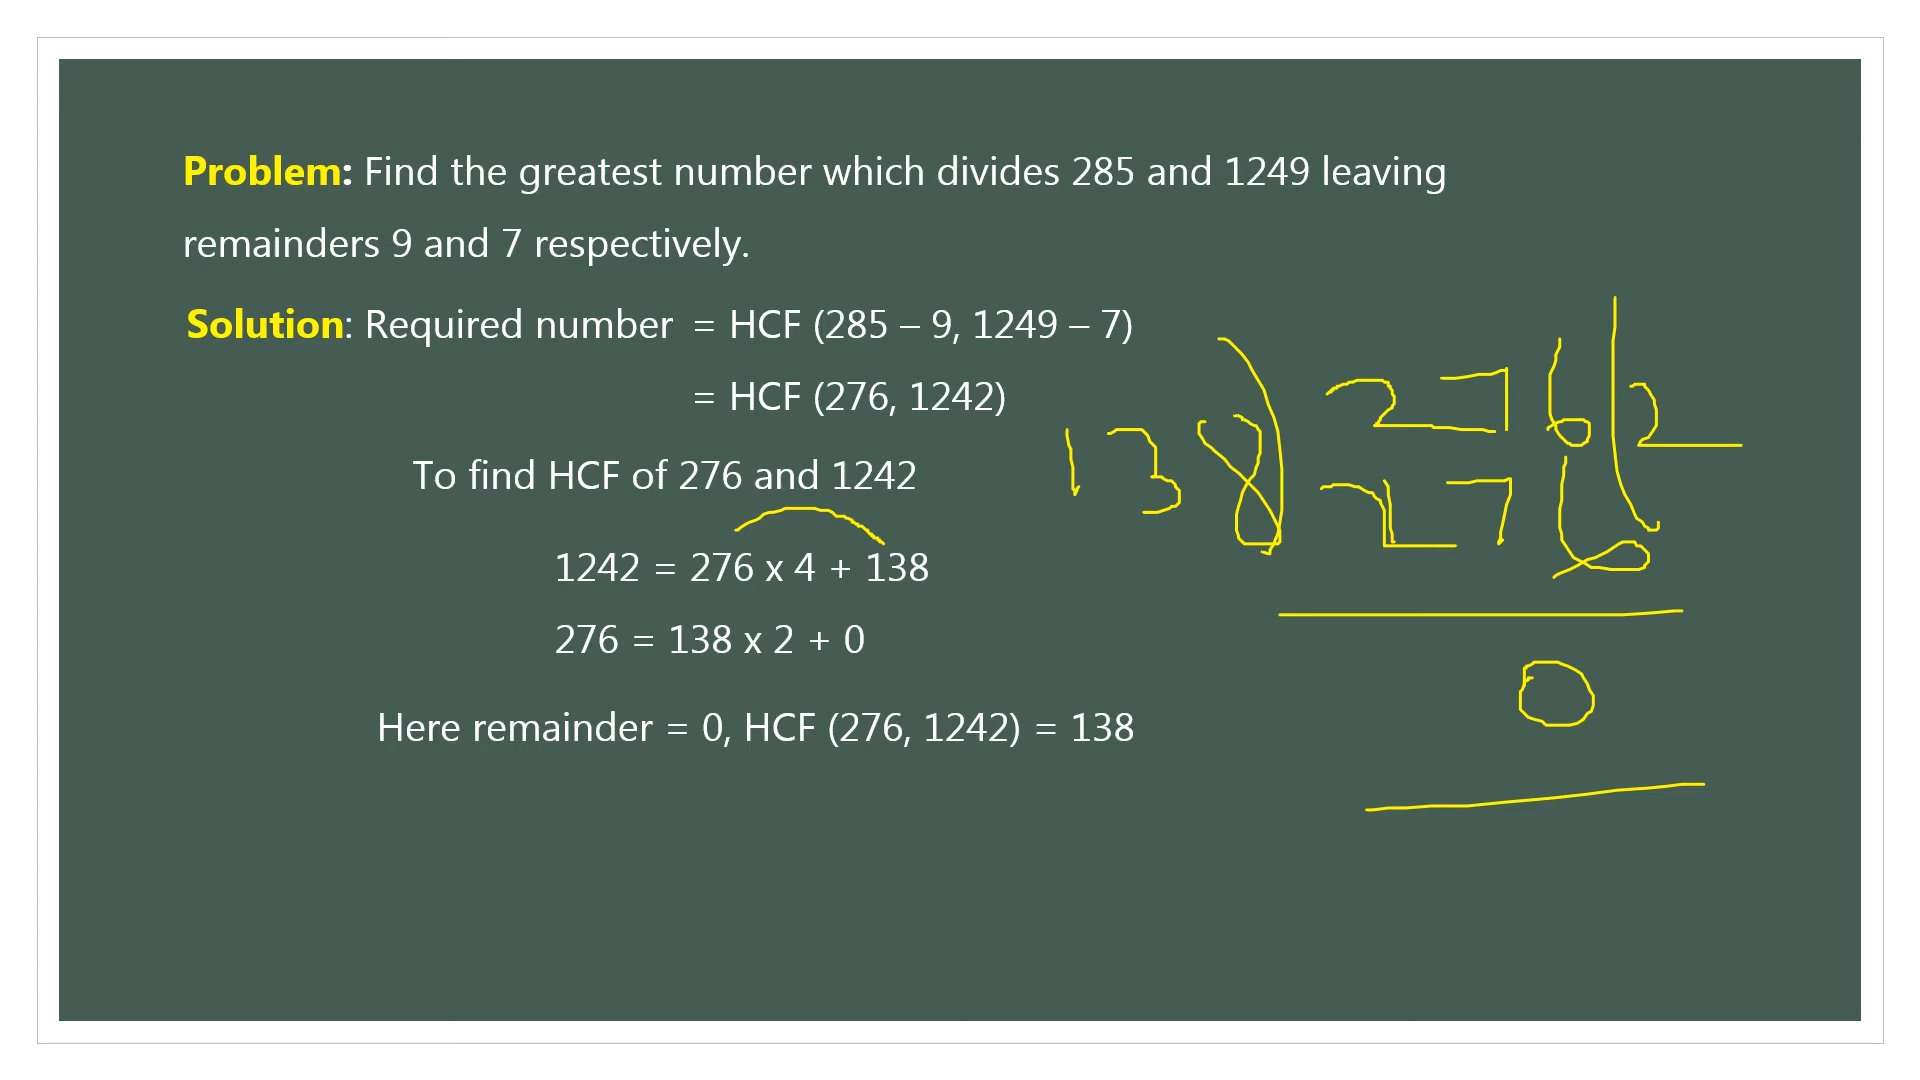 Problem: Find the greatest number which divides 285 and 1249 leaving
remainders 9 and 7 respectively.
Solution: Required number = HCF (285 – 9, 1249 – 7)
= HCF (276, 1242)
To find HCF of 276 and 1242
1242 = 276 x 4 + 138
276 = 138 x 2 + 0
Here remainder = 0, HCF (276, 1242) = 138
138) 276 ( 2
276
0